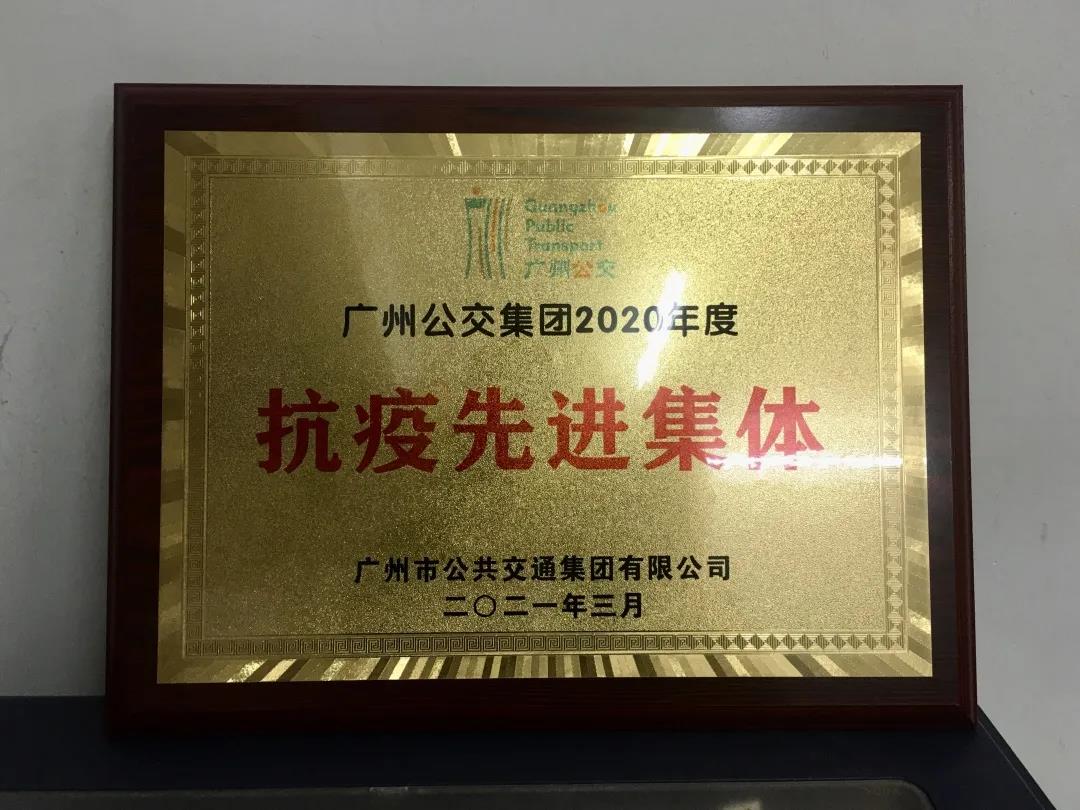 Guangzhou
Public
Transport
广州公交
广州公交集团2020年度
抗疫先进集体
广州市公共交通集团有限公司
二〇二一年三月